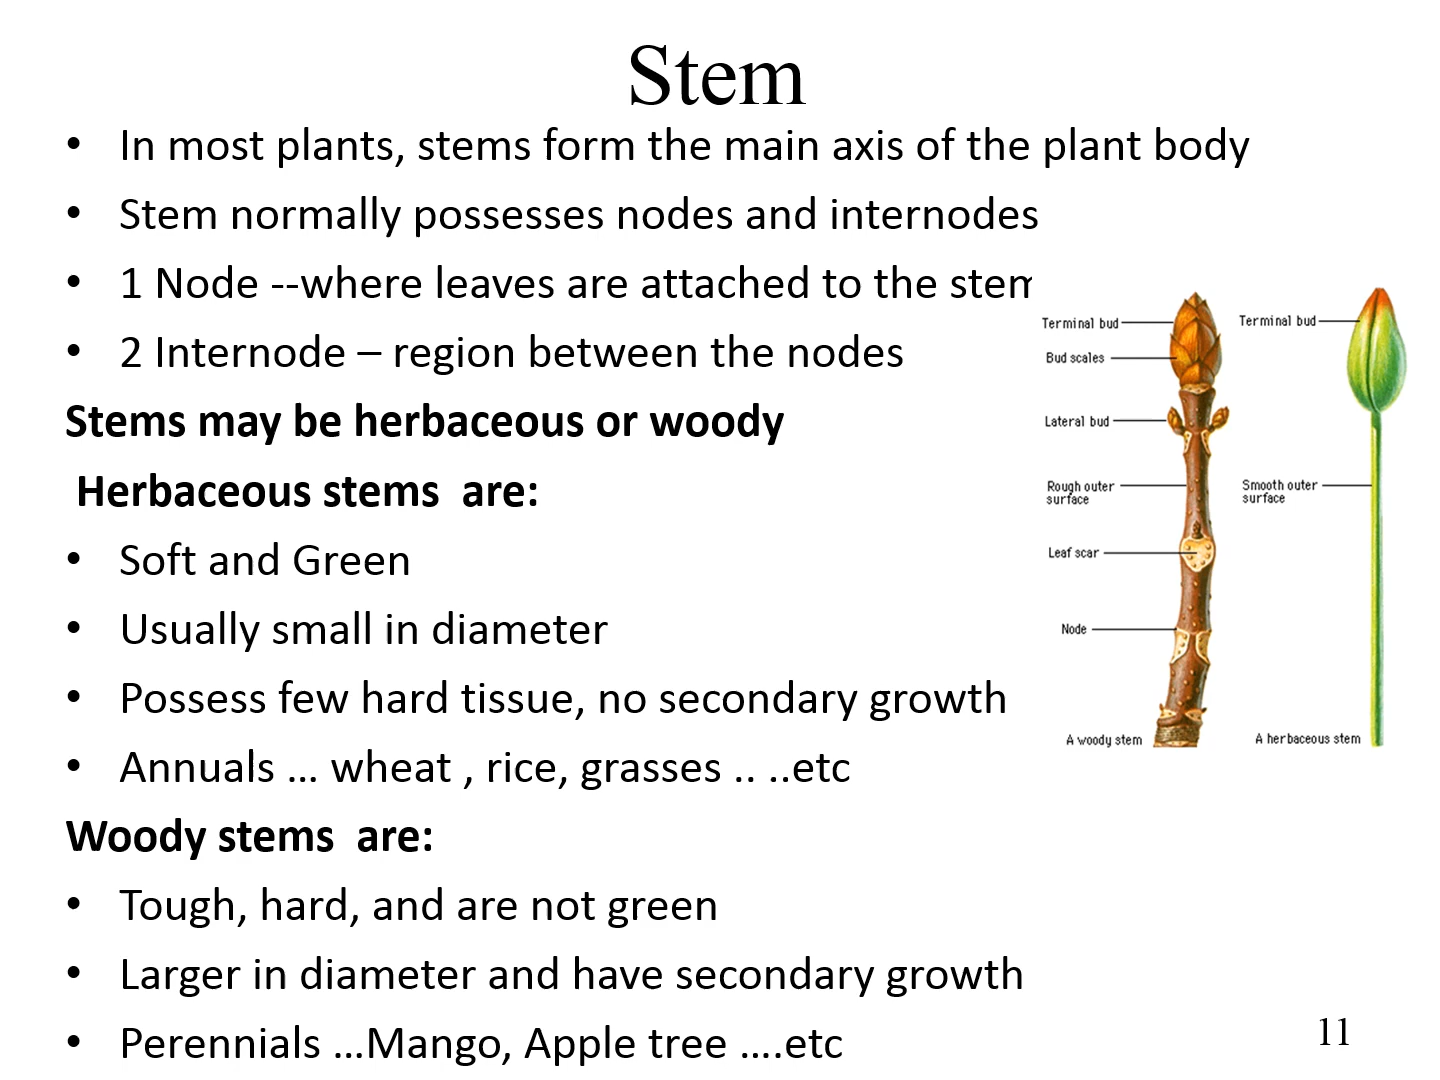 Stem
• In most plants, stems form the main axis of the plant body
• Stem normally possesses nodes and internodes
• 1 Node --where leaves are attached to the stem
• 2 Internode – region between the nodes
Stems may be herbaceous or woody
Herbaceous stems  are:
• Soft and Green
• Usually small in diameter
• Possess few hard tissue, no secondary growth
• Annuals … wheat , rice, grasses .. ..etc
Woody stems  are:
• Tough, hard, and are not green
• Larger in diameter and have secondary growth
• Perennials …Mango, Apple tree ….etc
Terminal bud
Bud scales
Lateral bud
Rough outer
surface
Leaf scar
Node
A woody stem
Terminal bud
Smooth outer
surface
A herbaceous stem
11